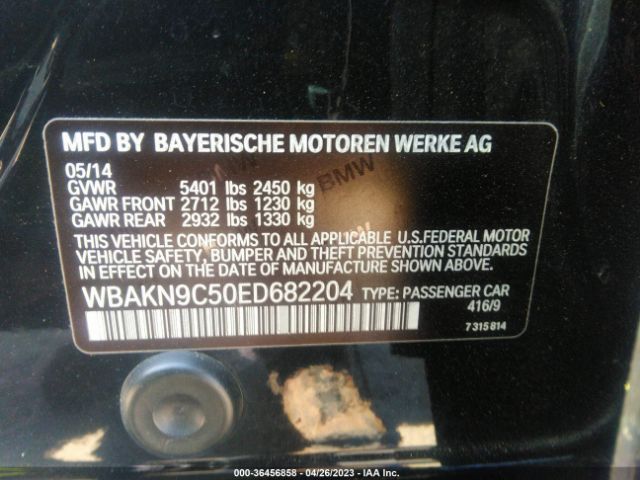 MFD BY BAYERISCHE MOTOREN WERKE AG
05/14
GVWR 5401 lbs 2450 kg
GAWR FRONT 2712 lbs 1230 kg
GAWR REAR 2932 lbs 1330 kg
THIS VEHICLE CONFORMS TO ALL APPLICABLE U.S.FEDERAL MOTOR
VEHICLE SAFETY, BUMPER AND THEFT PREVENTION STANDARDS
IN EFFECT ON THE DATE OF MANUFACTURE SHOWN ABOVE.
WBAKN9C50ED682204 TYPE: PASSENGER CAR
416/9
7 315 814
BMW
000-36456858 - 04/26/2023 - IAA Inc.